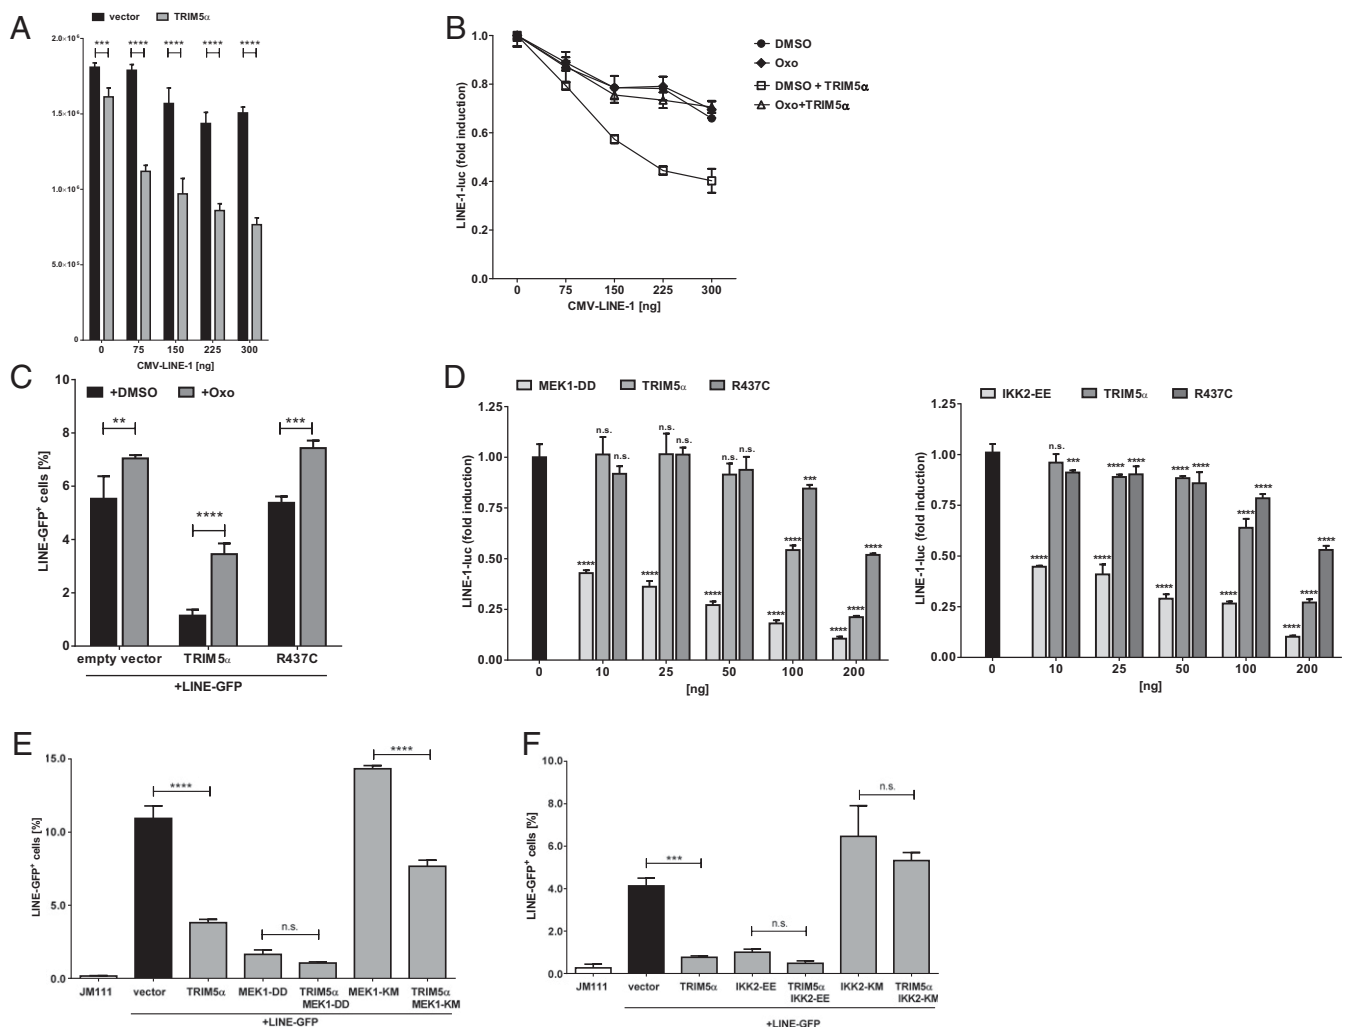 A
vector TRIM5α
2.0×10⁶
1.5×10⁶
1.0×10⁶
5.0×10⁵
0
*** **** **** **** ****
0 75 150 225 300
CMV-LINE-1 [ng]
B
LINE-1-luc (fold induction)
1.0
0.8
0.6
0.4
0.2
0.0
0 75 150 225 300
CMV-LINE-1 [ng]
DMSO
Oxo
DMSO + TRIM5α
Oxo+TRIM5α
C
+DMSO +Oxo
LINE-GFP⁺ cells [%]
10
8
6
4
2
0
** **** ***
empty vector TRIM5α R437C
+LINE-GFP
D
MEK1-DD TRIM5α R437C
LINE-1-luc (fold induction)
1.25
1.00
0.75
0.50
0.25
0.00
**** n.s. n.s. **** n.s. n.s. **** n.s. n.s. **** **** *** **** **** ****
0 10 25 50 100 200
[ng]
IKK2-EE TRIM5α R437C
LINE-1-luc (fold induction)
1.25
1.00
0.75
0.50
0.25
0.00
**** n.s. *** **** **** **** **** **** **** **** **** **** **** **** ****
0 10 25 50 100 200
[ng]
E
LINE-GFP⁺ cells [%]
15.0
10.0
5.0
0.0
**** n.s. ****
JM111 vector TRIM5α MEK1-DD TRIM5α MEK1-KM TRIM5α
MEK1-DD MEK1-KM
+LINE-GFP
F
LINE-GFP⁺ cells [%]
10.0
8.0
6.0
4.0
2.0
0.0
*** n.s. n.s.
JM111 vector TRIM5α IKK2-EE TRIM5α IKK2-KM TRIM5α
IKK2-EE IKK2-KM
+LINE-GFP